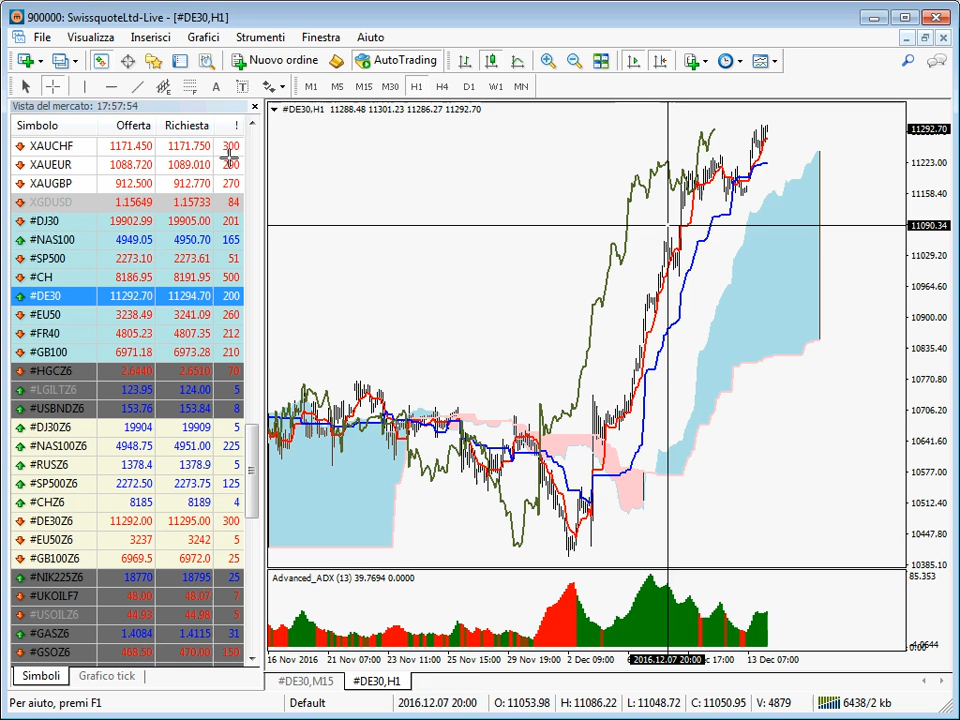 900000: SwissquoteLtd-Live - [#DE30,H1]
File Visualizza Inserisci Grafici Strumenti Finestra Aiuto
Nuovo ordine AutoTrading
A T M1 M5 M15 M30 H1 H4 D1 W1 MN
Vista del mercato: 17:57:54
Simbolo Offerta Richiesta !
XAUCHF 1171.450 1171.750 300
XAUEUR 1088.720 1089.010 290
XAUGBP 912.500 912.770 270
XGDUSD 1.15649 1.15733 84
#DJ30 19902.99 19905.00 201
#NAS100 4949.05 4950.70 165
#SP500 2273.10 2273.61 51
#CH 8186.95 8191.95 500
#DE30 11292.70 11294.70 200
#EU50 3238.49 3241.09 260
#FR40 4805.23 4807.35 212
#GB100 6971.18 6973.28 210
#HGCZ6 2.6440 2.6510 70
#LGILTZ6 123.95 124.00 5
#USBNDZ6 153.76 153.84 8
#DJ30Z6 19904 19909 5
#NAS100Z6 4948.75 4951.00 225
#RUSZ6 1378.4 1378.9 5
#SP500Z6 2272.50 2273.75 125
#CHZ6 8185 8189 4
#DE30Z6 11292.00 11295.00 300
#EU50Z6 3237 3242 5
#GB100Z6 6969.5 6972.0 25
#NIK225Z6 18770 18795 25
#UKOILF7 48.00 48.07 7
#USOILZ6 44.93 44.98 5
#GASZ6 1.4084 1.4115 31
#GSOZ6 468.50 470.00 150
Simboli Grafico tick
#DE30,H1 11288.48 11301.23 11286.27 11292.70
11292.70
11223.00
11158.40
11090.34
11029.20
10964.60
10900.00
10835.40
10770.80
10706.20
10641.60
10577.00
10512.40
10447.80
10385.10
Advanced_ADX (13) 39.7694 0.0000
85.353
16 Nov 2016 21 Nov 07:00 23 Nov 11:00 25 Nov 15:00 29 Nov 19:00 2 Dec 09:00 2016.12.07 20:00 17:00 13 Dec 07:00
#DE30,M15 #DE30,H1
Per aiuto, premi F1 Default 2016.12.07 20:00 O: 11053.98 H: 11086.22 L: 11048.72 C: 11050.95 V: 4879 6438/2 kb